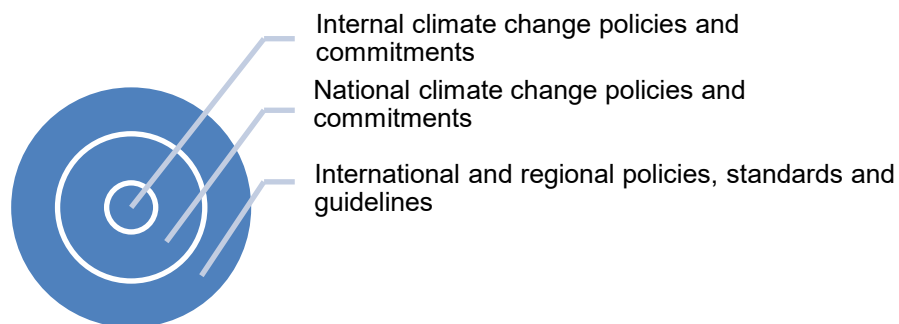 Internal climate change policies and
commitments
National climate change policies and
commitments
International and regional policies, standards and
guidelines